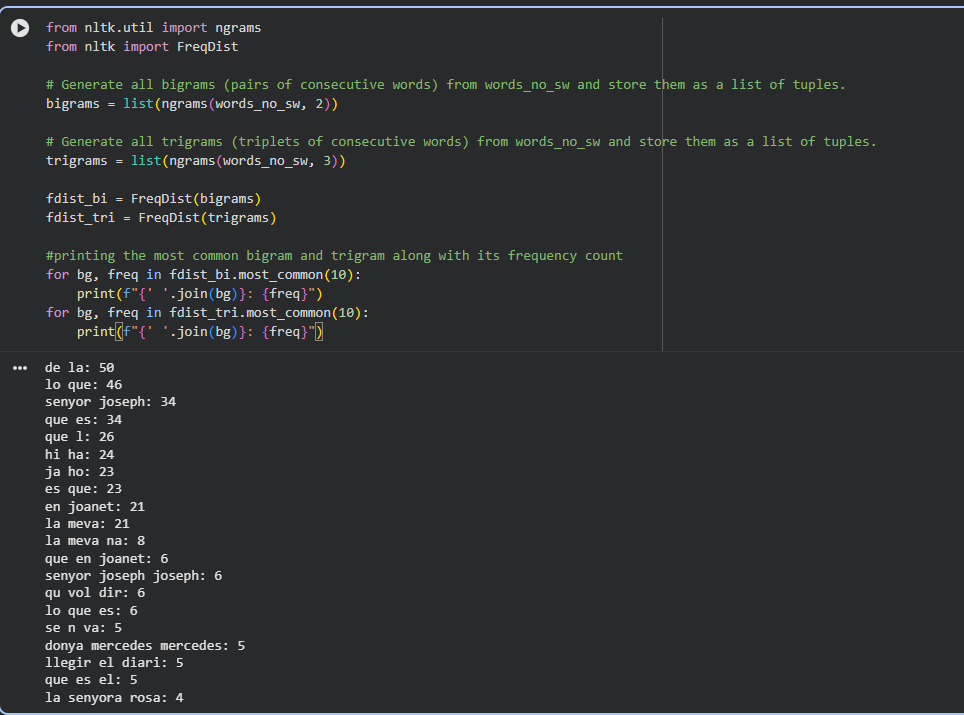 from nltk.util import ngrams
from nltk import FreqDist
# Generate all bigrams (pairs of consecutive words) from words_no_sw and store them as a list of tuples.
bigrams = list(ngrams(words_no_sw, 2))
# Generate all trigrams (triplets of consecutive words) from words_no_sw and store them as a list of tuples.
trigrams = list(ngrams(words_no_sw, 3))
fdist_bi = FreqDist(bigrams)
fdist_tri = FreqDist(trigrams)
#printing the most common bigram and trigram along with its frequency count
for bg, freq in fdist_bi.most_common(10):
    print(f"{' '.join(bg)}: {freq}")
for bg, freq in fdist_tri.most_common(10):
    print(f"{' '.join(bg)}: {freq}")
de la: 50
lo que: 46
senyor joseph: 34
que es: 34
que l: 26
hi ha: 24
ja ho: 23
es que: 23
en joanet: 21
la meva: 21
la meva na: 8
que en joanet: 6
senyor joseph joseph: 6
qu vol dir: 6
lo que es: 6
se n va: 5
donya mercedes mercedes: 5
llegir el diari: 5
que es el: 5
la senyora rosa: 4